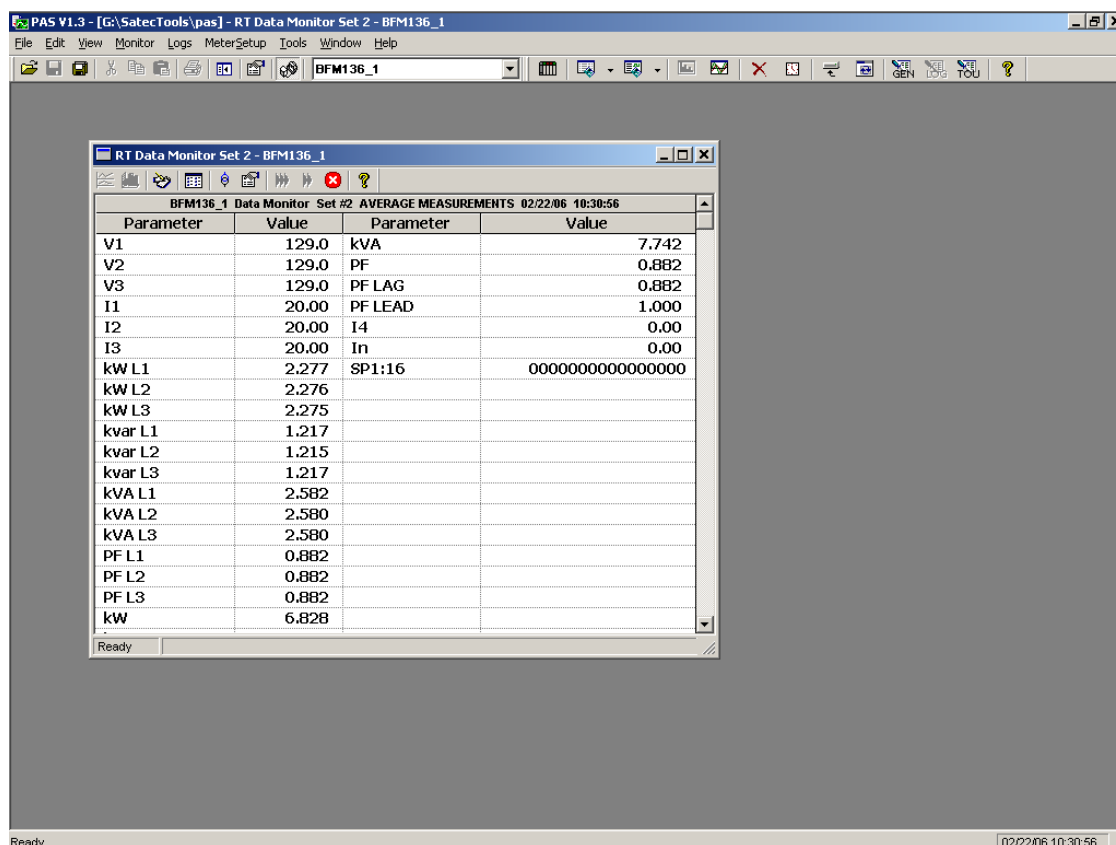 PAS V1.3 - [G:\SatecTools\pas] - RT Data Monitor Set 2 - BFM136_1
File Edit View Monitor Logs MeterSetup Tools Window Help
BFM136_1
GEN LOG TOU
RT Data Monitor Set 2 - BFM136_1
BFM136_1 Data Monitor Set #2 AVERAGE MEASUREMENTS 02/22/06 10:30:56
Parameter Value Parameter Value
V1 129.0 kVA 7.742
V2 129.0 PF 0.882
V3 129.0 PF LAG 0.882
I1 20.00 PF LEAD 1.000
I2 20.00 I4 0.00
I3 20.00 In 0.00
kW L1 2.277 SP1:16 0000000000000000
kW L2 2.276
kW L3 2.275
kvar L1 1.217
kvar L2 1.215
kvar L3 1.217
kVA L1 2.582
kVA L2 2.580
kVA L3 2.580
PF L1 0.882
PF L2 0.882
PF L3 0.882
kW 6.828
Ready
Ready 02/22/06 10:30:56